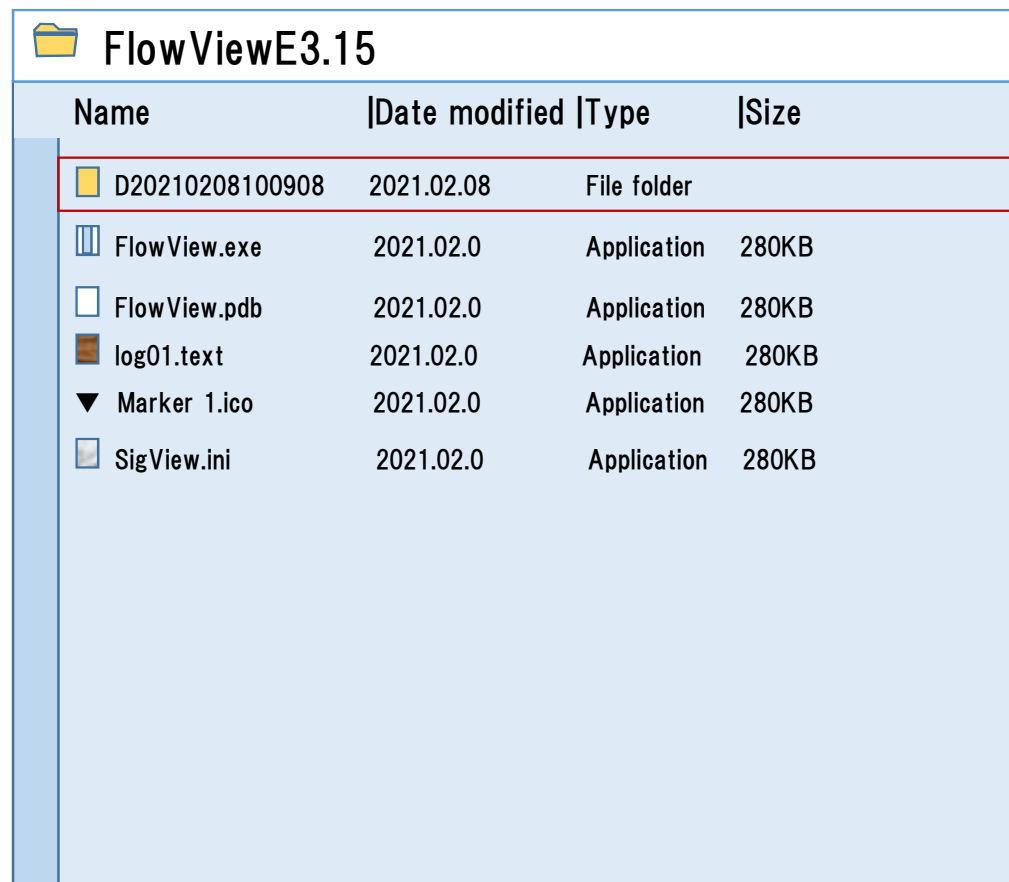 FlowViewE3.15
Name |Date modified |Type |Size
D20210208100908 2021.02.08 File folder
FlowView.exe 2021.02.0 Application 280KB
FlowView.pdb 2021.02.0 Application 280KB
log01.text 2021.02.0 Application 280KB
▼ Marker 1.ico 2021.02.0 Application 280KB
SigView.ini 2021.02.0 Application 280KB